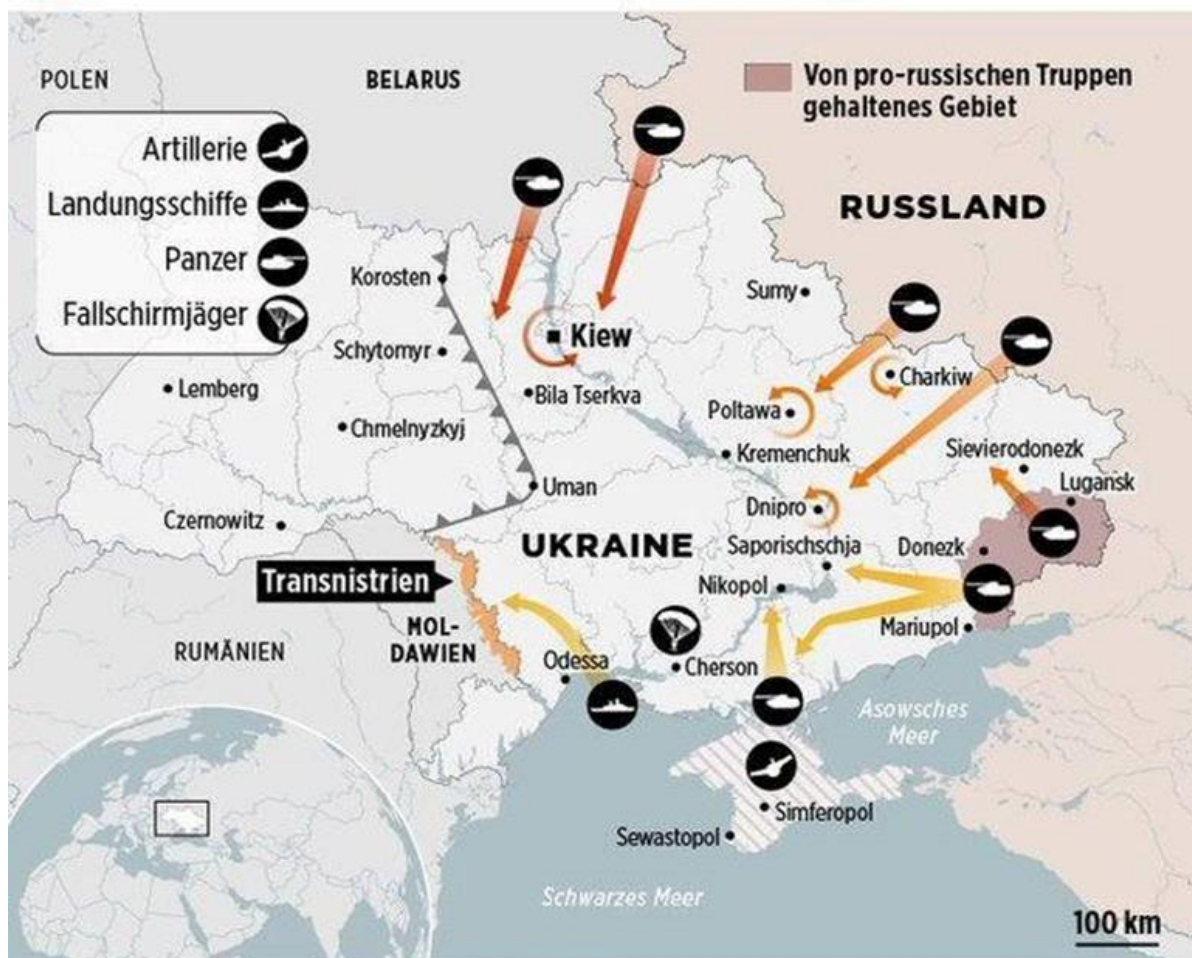 POLEN
BELARUS
Von pro-russischen Truppen
gehaltenes Gebiet
Artillerie
Landungsschiffe
Panzer
Fallschirmjäger
RUSSLAND
Korosten
Sumy
Kiew
Schytomyr
Lemberg
Bila Tserkva
Charkiw
Poltawa
Chmelnyzkyj
Kremenchuk
Sievierodonezk
Lugansk
Uman
Dnipro
Czernowitz
UKRAINE
Saporischschja
Donezk
Transnistrien
Nikopol
Mariupol
MOL-
DAWIEN
RUMÄNIEN
Odessa
Cherson
Asowsches
Meer
Simferopol
Sewastopol
Schwarzes Meer
100 km